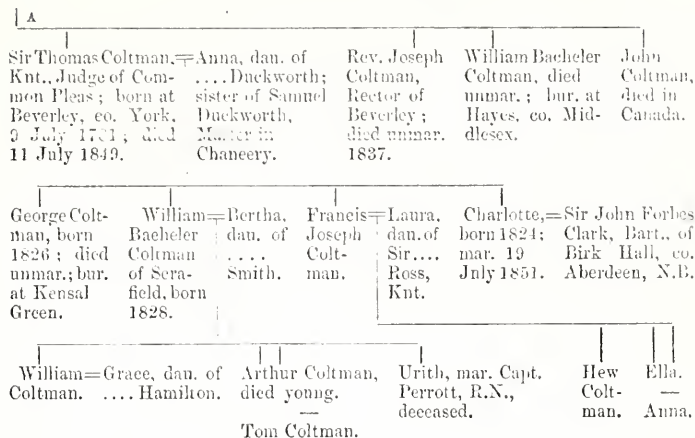 A
Sir Thomas Coltman, Knt., Judge of Common Pleas; born at Beverley, co. York, 9 July 1781; died 11 July 1849.
= Anna, dau. of .... Duckworth; sister of Samuel Duckworth, Master in Chancery.
Rev. Joseph Coltman, Rector of Beverley; died unmar. 1837.
William Bacheler Coltman, died unmar.; bur. at Hayes, co. Middlesex.
John Coltman, died in Canada.
George Coltman, born 1826; died unmar.; bur. at Kensal Green.
William Bacheler Coltman of Scrafield, born 1828.
= Bertha, dau. of .... Smith.
Francis Joseph Coltman.
= Laura, dau. of Sir .... Ross, Knt.
Charlotte, born 1824; mar. 19 July 1851.
= Sir John Forbes Clark, Bart., of Birk Hall, co. Aberdeen, N.B.
William Coltman.
= Grace, dau. of .... Hamilton.
Arthur Coltman, died young.
—
Tom Coltman.
Urith, mar. Capt. Perrott, R.N., deceased.
Hew Coltman.
Ella.
—
Anna.